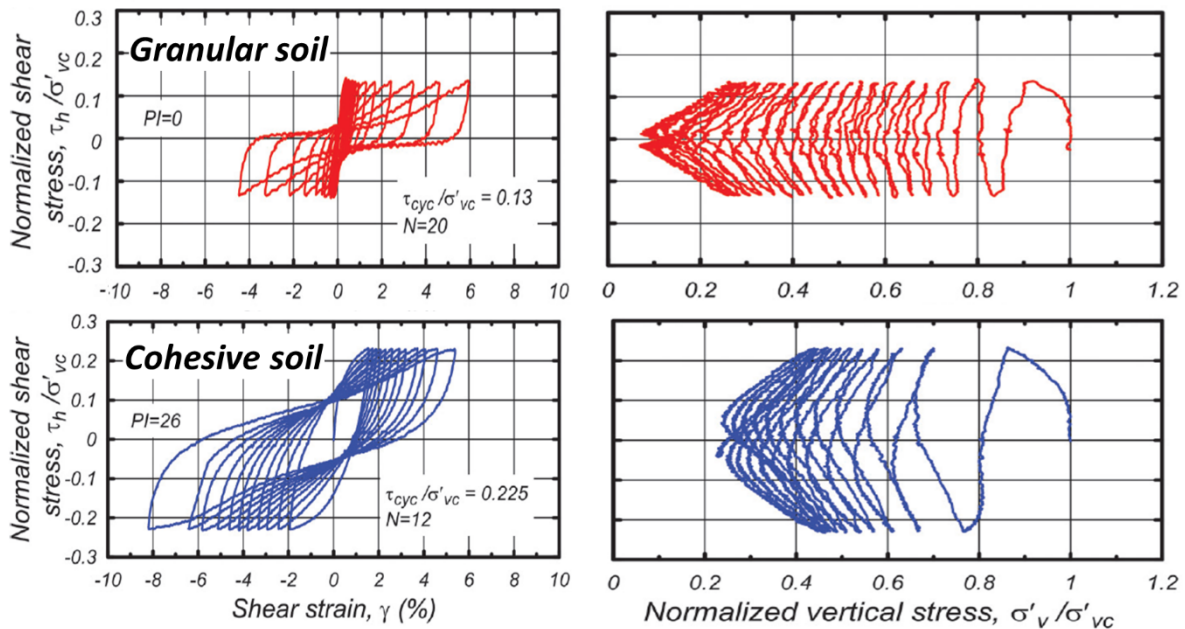 Granular soil
Normalized shear
stress, τh/σ'vc
0.3
0.2
0.1
0
-0.1
-0.2
-0.3
PI=0
τcyc/σ'vc = 0.13
N=20
-10 -8 -6 -4 -2 0 2 4 6 8 10
0 0.2 0.4 0.6 0.8 1 1.2
Cohesive soil
Normalized shear
stress, τh/σ'vc
0.3
0.2
0.1
0
-0.1
-0.2
-0.3
PI=26
τcyc/σ'vc = 0.225
N=12
-10 -8 -6 -4 -2 0 2 4 6 8 10
0 0.2 0.4 0.6 0.8 1 1.2
Shear strain, γ (%)
Normalized vertical stress, σ'v/σ'vc